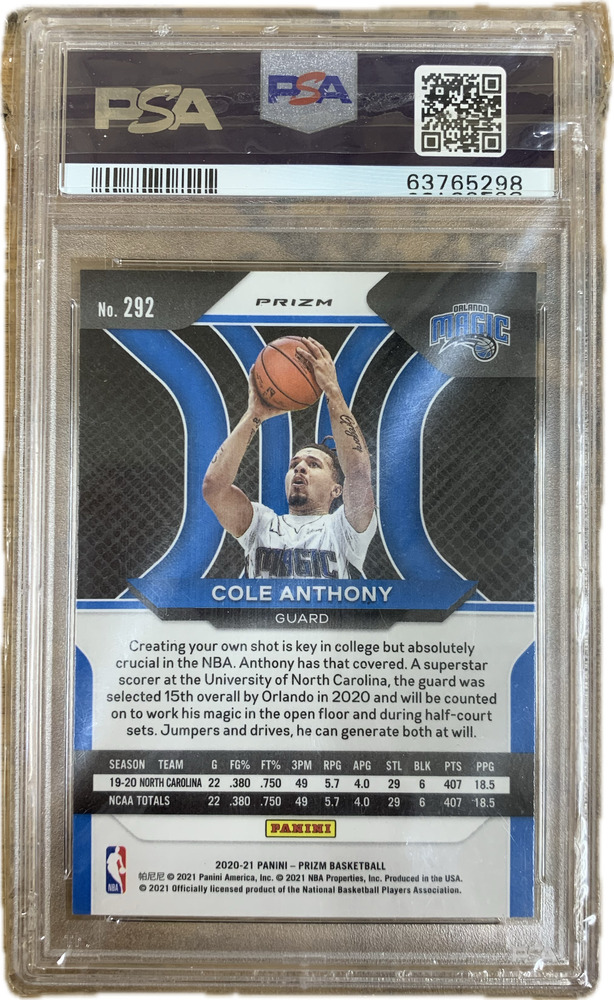 PSA
PSA
63765298
No. 292
PRIZM
ORLANDO
MAGIC
MAGIC
COLE ANTHONY
GUARD
Creating your own shot is key in college but absolutely
crucial in the NBA. Anthony has that covered. A superstar
scorer at the University of North Carolina, the guard was
selected 15th overall by Orlando in 2020 and will be counted
on to work his magic in the open floor and during half-court
sets. Jumpers and drives, he can generate both at will.
SEASON TEAM G FG% FT% 3PM RPG APG STL BLK PTS PPG
19-20 NORTH CAROLINA 22 .380 .750 49 5.7 4.0 29 6 407 18.5
NCAA TOTALS 22 .380 .750 49 5.7 4.0 29 6 407 18.5
PANINI
2020-21 PANINI – PRIZM BASKETBALL
帕尼尼 © 2021 Panini America, Inc. © 2021 NBA Properties, Inc. Produced in the USA.
© 2021 Officially licensed product of the National Basketball Players Association.
NBA